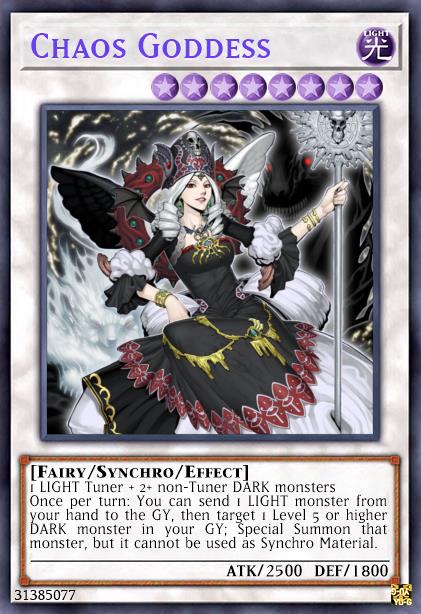 CHAOS GODDESS
LIGHT
光
[FAIRY/SYNCHRO/EFFECT]
1 LIGHT Tuner + 2+ non-Tuner DARK monsters
Once per turn: You can send 1 LIGHT monster from
your hand to the GY, then target 1 Level 5 or higher
DARK monster in your GY; Special Summon that
monster, but it cannot be used as Synchro Material.
ATK/2500 DEF/1800
31385077